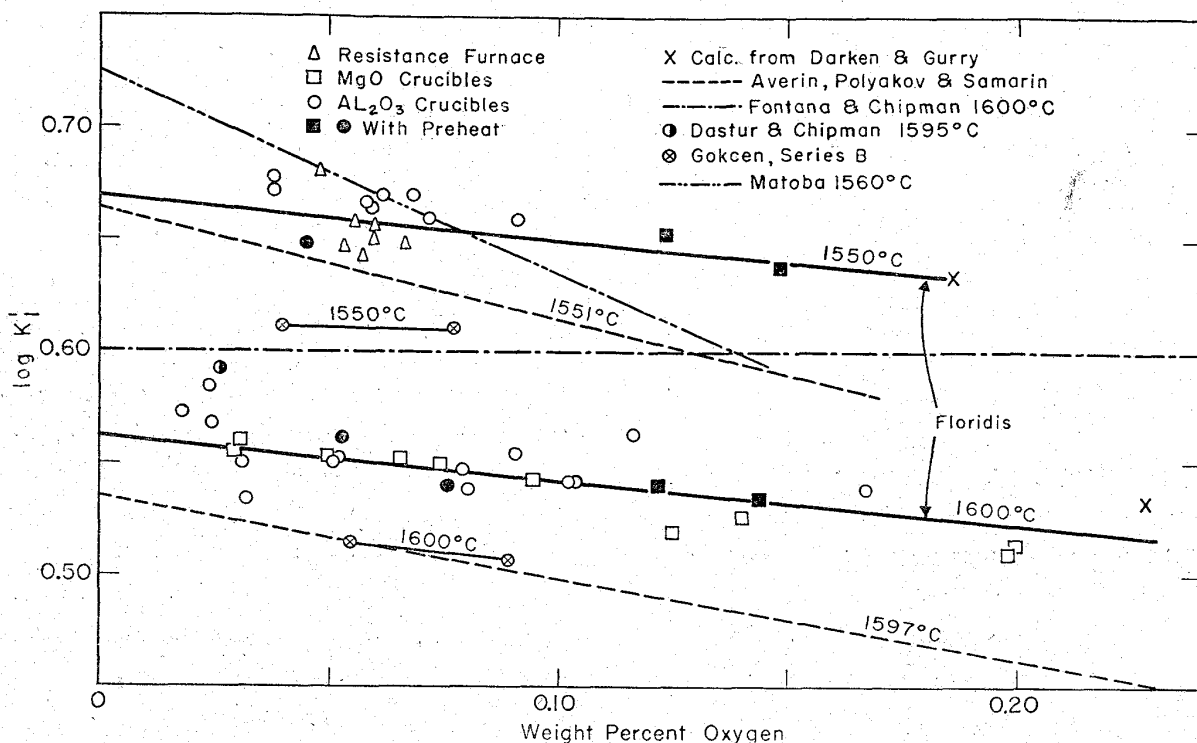 Resistance Furnace
MgO Crucibles
AL₂O₃ Crucibles
With Preheat
X Calc. from Darken & Gurry
Averin, Polyakov & Samarin
Fontana & Chipman 1600°C
Dastur & Chipman 1595°C
Gokcen, Series B
Matoba 1560°C
0.70
0.60
0.50
log K₁'
1550°C
1551°C
1550°C
Floridis
1600°C
1600°C
1597°C
0
0.10
0.20
Weight Percent Oxygen